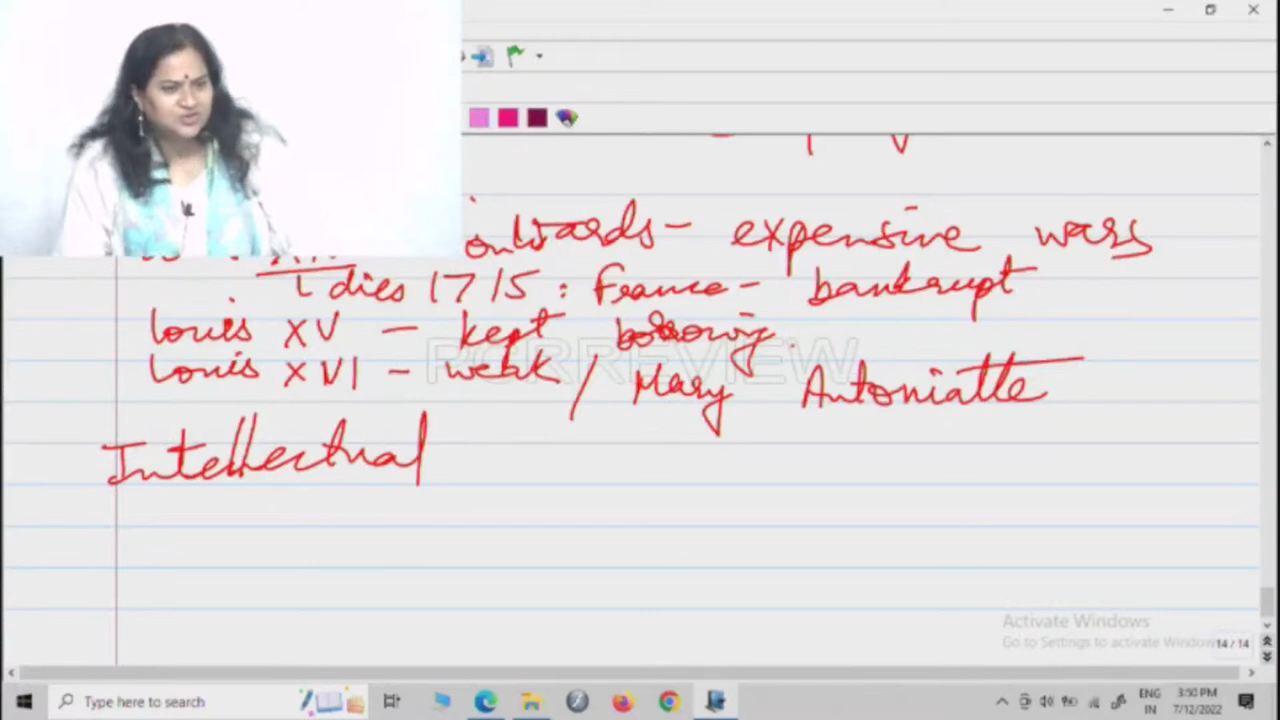 onwards - expensive wars
dies 1715 : France - bankrupt
Louis XV - kept borrowing.
Louis XVI - weak / Mary Antoniatte
PCRREVIEW
Intellectual
Activate Windows
Go to Settings to activate Windows.
14 / 14
Type here to search
ENG
IN
3:50 PM
7/12/2022